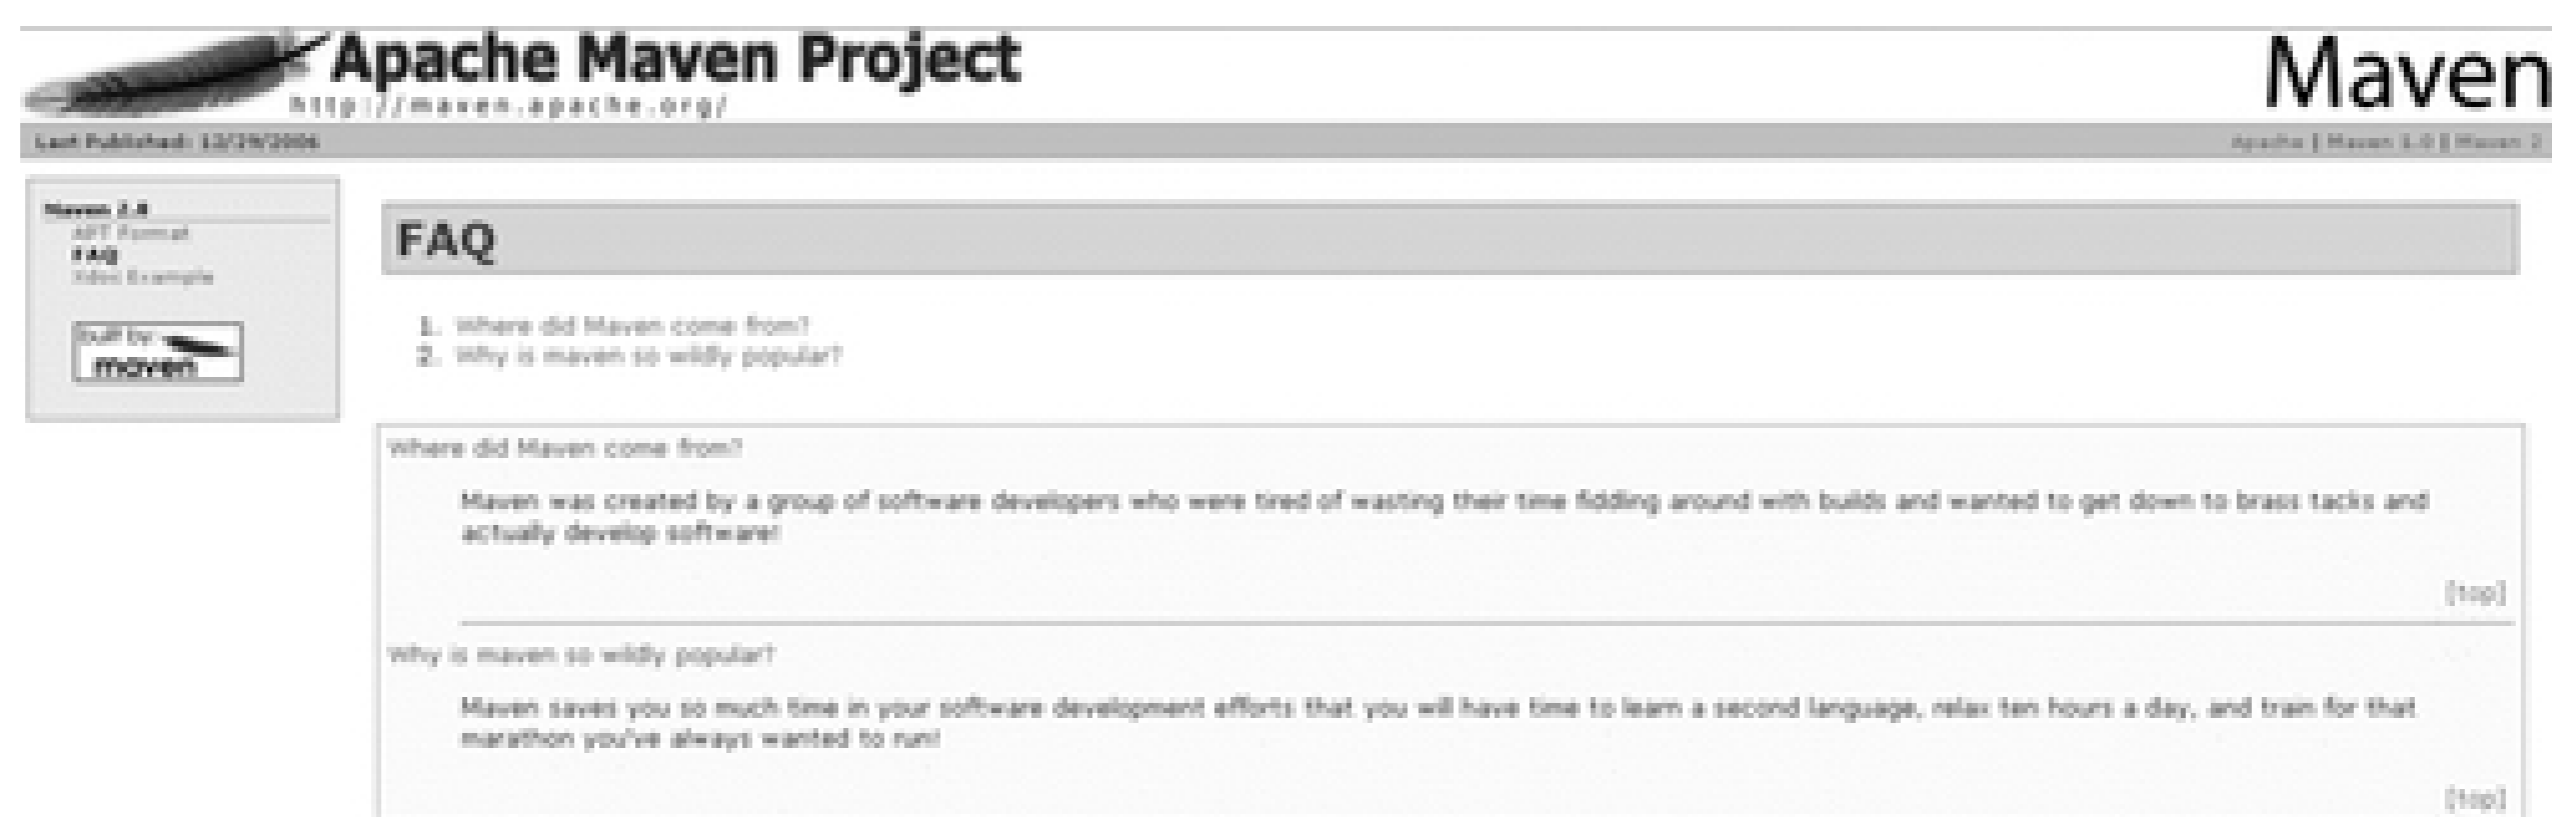 Apache Maven Project
http://maven.apache.org/
Maven
Last Published: 12/29/2006
Apache | Maven 1.0 | Maven 2
Maven 2.0
APT Format
FAQ
Xdoc Example
built by
maven
FAQ
1. Where did Maven come from?
2. Why is maven so wildly popular?
Where did Maven come from?
Maven was created by a group of software developers who were tired of wasting their time fiddling around with builds and wanted to get down to brass tacks and
actually develop software!
[top]
Why is maven so wildly popular?
Maven saves you so much time in your software development efforts that you will have time to learn a second language, relax ten hours a day, and train for that
marathon you've always wanted to run!
[top]